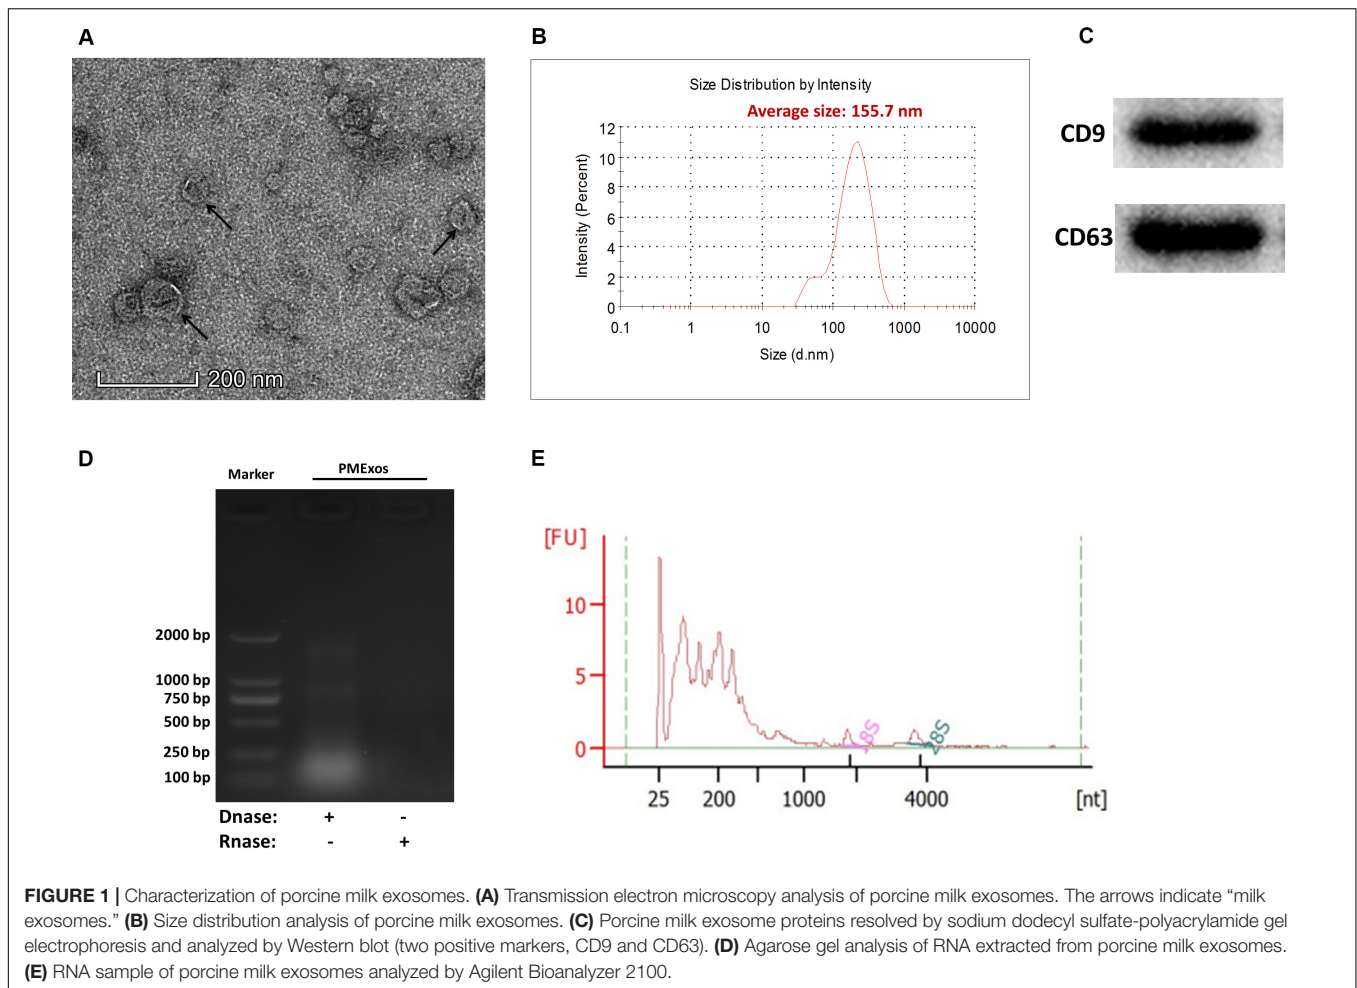 A
200 nm
B
Size Distribution by Intensity
Average size: 155.7 nm
Intensity (Percent)
12
10
8
6
4
2
0
0.1 1 10 100 1000 10000
Size (d.nm)
C
CD9
CD63
D
Marker PMExos
2000 bp
1000 bp
750 bp
500 bp
250 bp
100 bp
Dnase: + -
Rnase: - +
E
[FU]
10
5
0
18S 28S
25 200 1000 4000 [nt]
FIGURE 1 | Characterization of porcine milk exosomes. (A) Transmission electron microscopy analysis of porcine milk exosomes. The arrows indicate “milk
exosomes.” (B) Size distribution analysis of porcine milk exosomes. (C) Porcine milk exosome proteins resolved by sodium dodecyl sulfate-polyacrylamide gel
electrophoresis and analyzed by Western blot (two positive markers, CD9 and CD63). (D) Agarose gel analysis of RNA extracted from porcine milk exosomes.
(E) RNA sample of porcine milk exosomes analyzed by Agilent Bioanalyzer 2100.